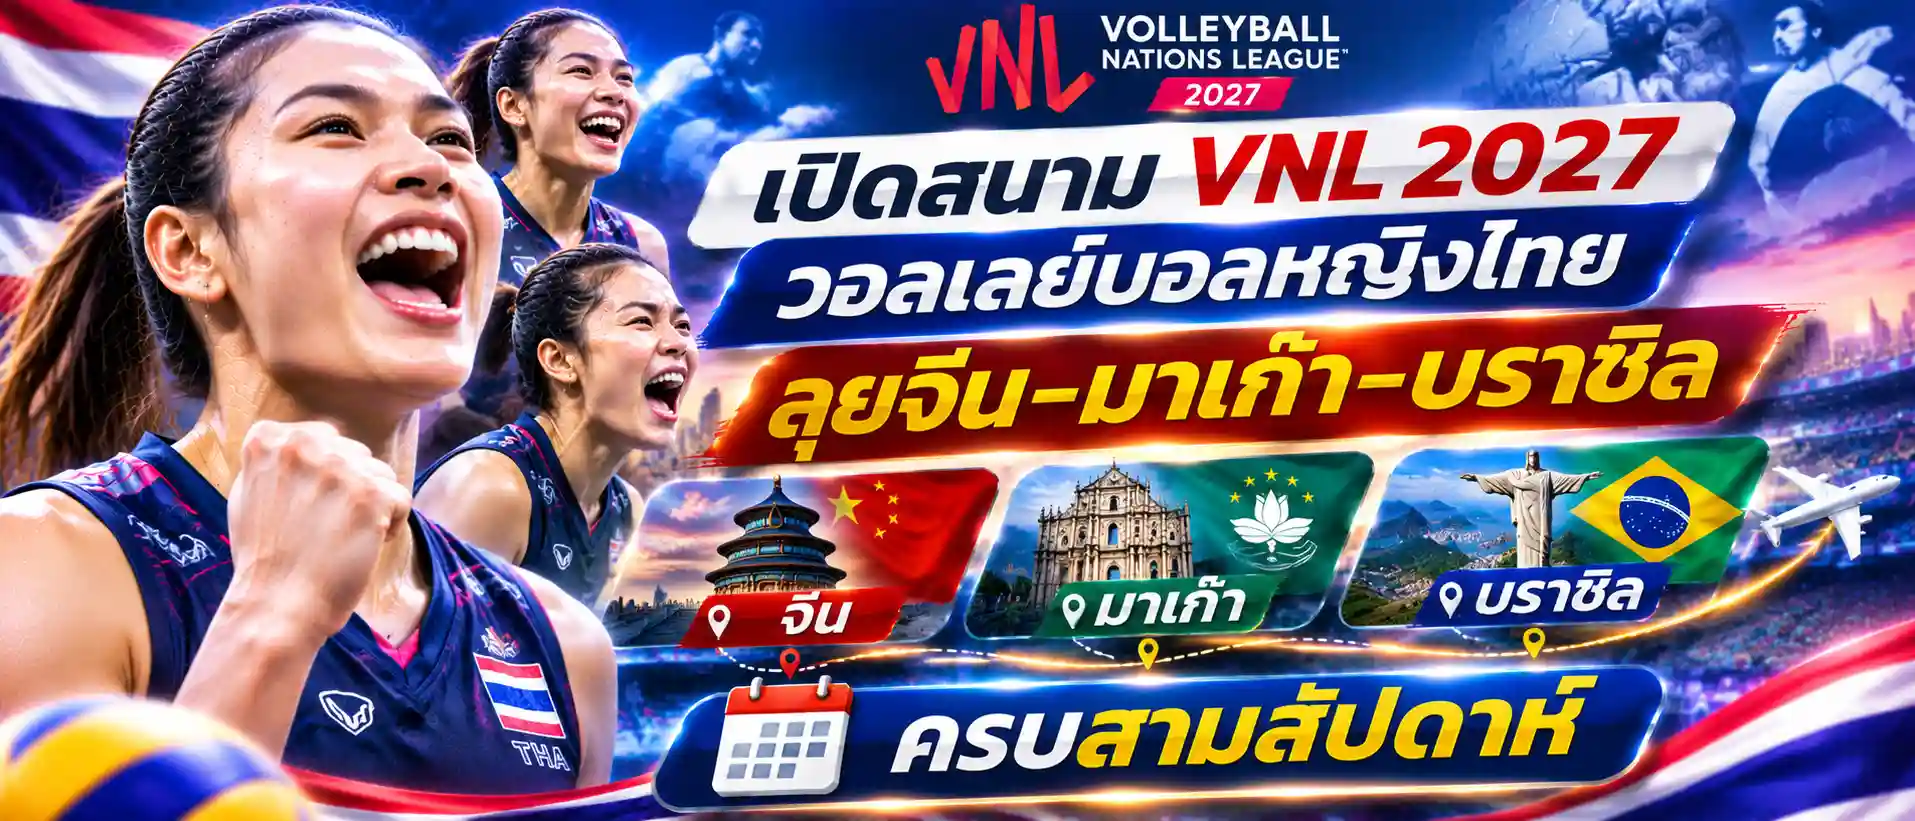 VNL VOLLEYBALL
NATIONS LEAGUE™
2027
เปิดสนาม VNL 2027
วอลเลย์บอลหญิงไทย
ลุยจีน-มาเก๊า-บราซิล
จีน
มาเก๊า
บราซิล
ครบสามสัปดาห์
THA